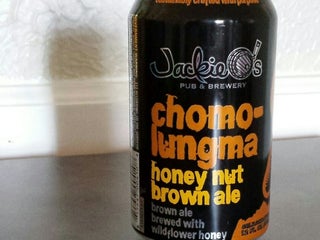 Jackie O's
PUB & BREWERY
chomo-
lungma
honey nut
brown ale
brown ale
brewed with
wildflower honey